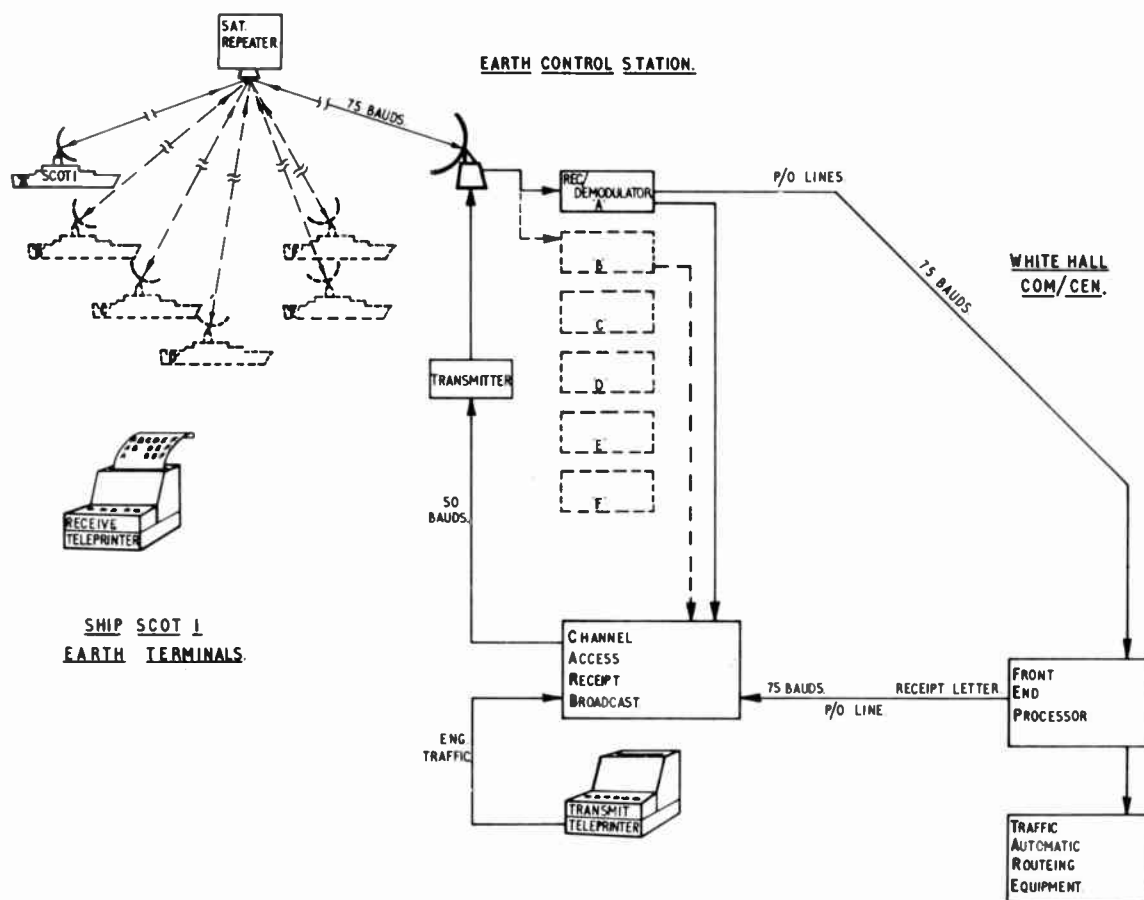 SAT.
REPEATER
EARTH CONTROL STATION.
75 BAUDS.
SCOT I
REC/
DEMODULATOR
'A'
P/O LINES.
B
C
D
E
F
75 BAUDS.
WHITE HALL
COM/CEN.
TRANSMITTER
50
BAUDS.
RECEIVE
TELEPRINTER
SHIP SCOT I
EARTH TERMINALS.
CHANNEL
ACCESS
RECEIPT
BROADCAST.
75 BAUDS. RECEIPT LETTER.
P/O LINE.
FRONT
END
PROCESSOR
ENG.
TRAFFIC.
TRANSMIT
TELEPRINTER
TRAFFIC
AUTOMATIC
ROUTEING
EQUIPMENT.